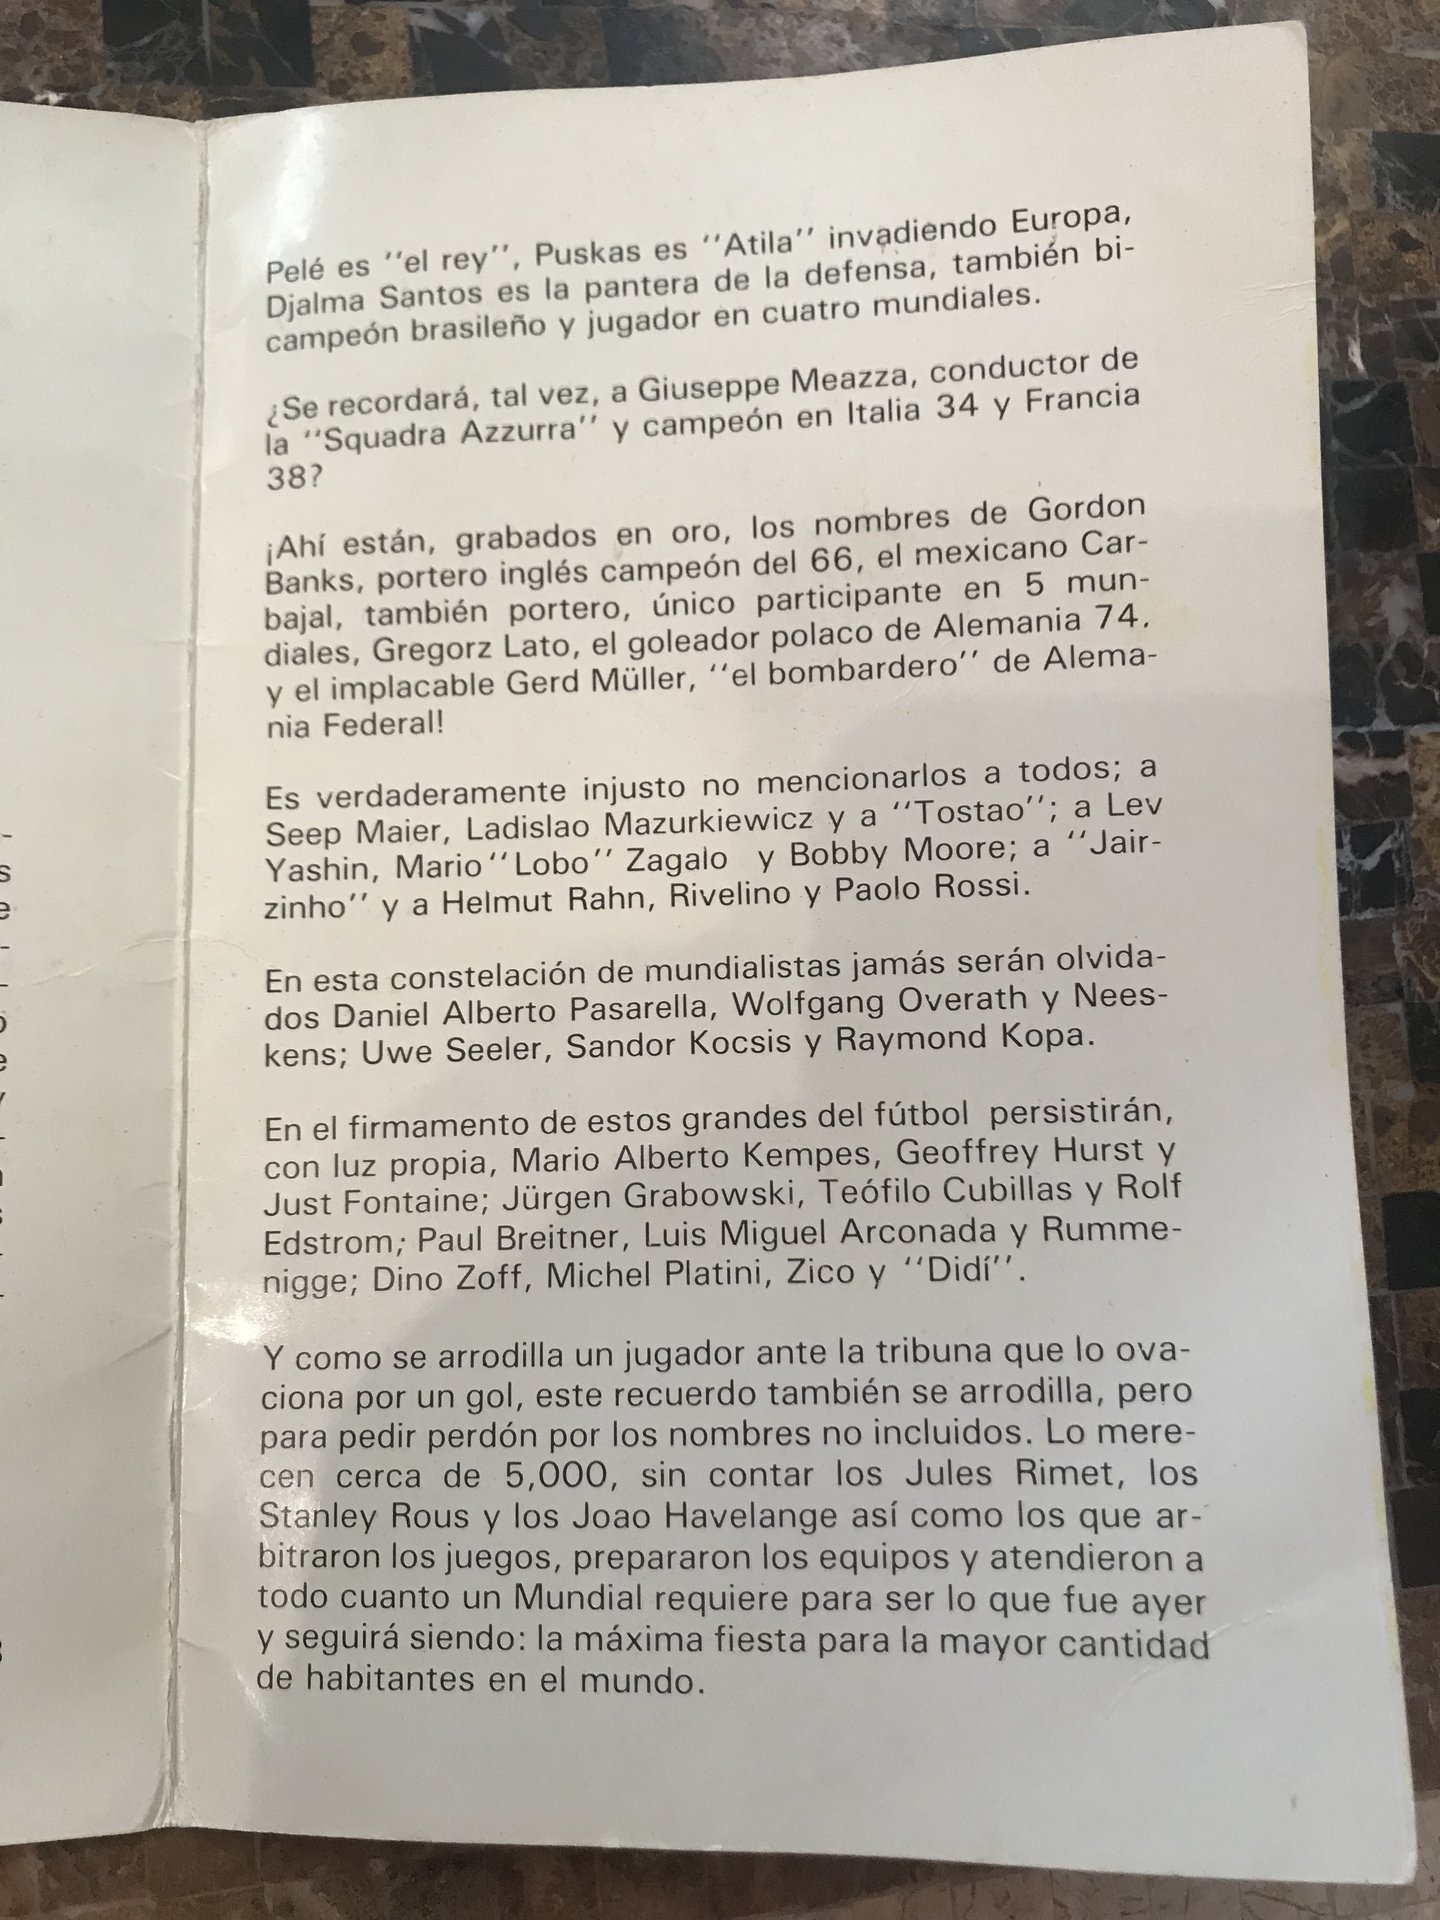 Pelé es ''el rey'', Puskas es ''Atila'' invadiendo Europa,
Djalma Santos es la pantera de la defensa, también bi-
campeón brasileño y jugador en cuatro mundiales.
¿Se recordará, tal vez, a Giuseppe Meazza, conductor de
la ''Squadra Azzurra'' y campeón en Italia 34 y Francia
38?
¡Ahí están, grabados en oro, los nombres de Gordon
Banks, portero inglés campeón del 66, el mexicano Car-
bajal, también portero, único participante en 5 mun-
diales, Gregorz Lato, el goleador polaco de Alemania 74.
y el implacable Gerd Müller, ''el bombardero'' de Alema-
nia Federal!
Es verdaderamente injusto no mencionarlos a todos; a
Seep Maier, Ladislao Mazurkiewicz y a ''Tostao''; a Lev
Yashin, Mario ''Lobo'' Zagalo y Bobby Moore; a ''Jair-
zinho'' y a Helmut Rahn, Rivelino y Paolo Rossi.
En esta constelación de mundialistas jamás serán olvida-
dos Daniel Alberto Pasarella, Wolfgang Overath y Nees-
kens; Uwe Seeler, Sandor Kocsis y Raymond Kopa.
En el firmamento de estos grandes del fútbol persistirán,
con luz propia, Mario Alberto Kempes, Geoffrey Hurst y
Just Fontaine; Jürgen Grabowski, Teófilo Cubillas y Rolf
Edstrom; Paul Breitner, Luis Miguel Arconada y Rumme-
nigge; Dino Zoff, Michel Platini, Zico y ''Didí''.
Y como se arrodilla un jugador ante la tribuna que lo ova-
ciona por un gol, este recuerdo también se arrodilla, pero
para pedir perdón por los nombres no incluidos. Lo mere-
cen cerca de 5,000, sin contar los Jules Rimet, los
Stanley Rous y los Joao Havelange así como los que ar-
bitraron los juegos, prepararon los equipos y atendieron a
todo cuanto un Mundial requiere para ser lo que fue ayer
y seguirá siendo: la máxima fiesta para la mayor cantidad
de habitantes en el mundo.